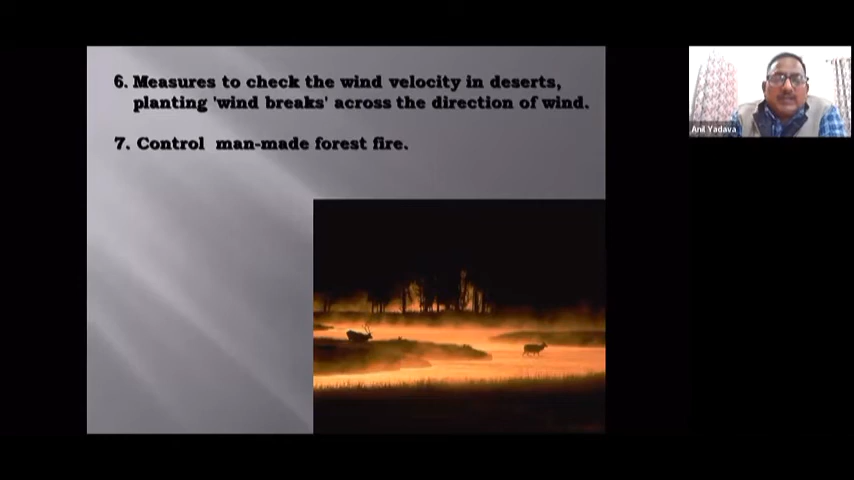 6. Measures to check the wind velocity in deserts,
planting 'wind breaks' across the direction of wind.
7. Control man-made forest fire.
Anil Yadava